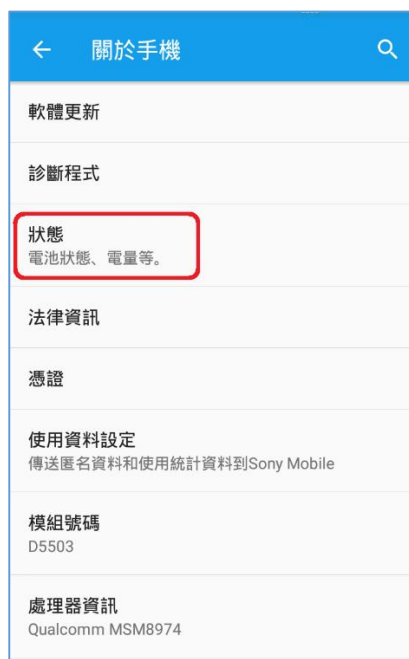 關於手機
軟體更新
診斷程式
狀態
電池狀態、電量等。
法律資訊
憑證
使用資料設定
傳送匿名資料和使用統計資料到Sony Mobile
模組號碼
D5503
處理器資訊
Qualcomm MSM8974